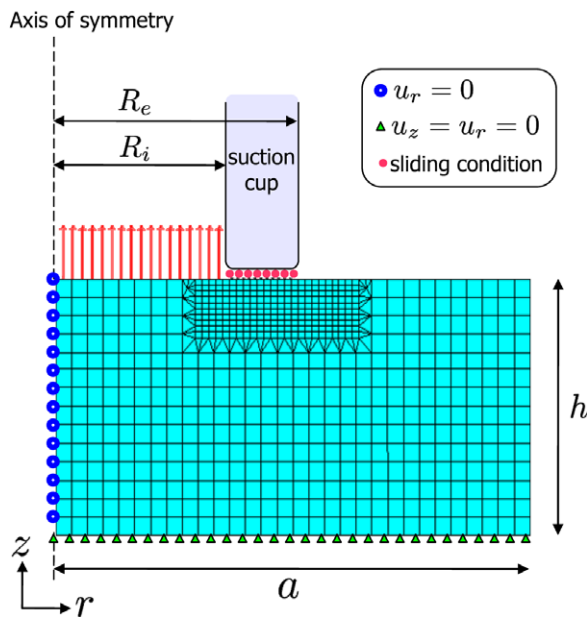 Axis of symmetry
R_e
R_i
suction
cup
u_r = 0
u_z = u_r = 0
sliding condition
h
z
r
a